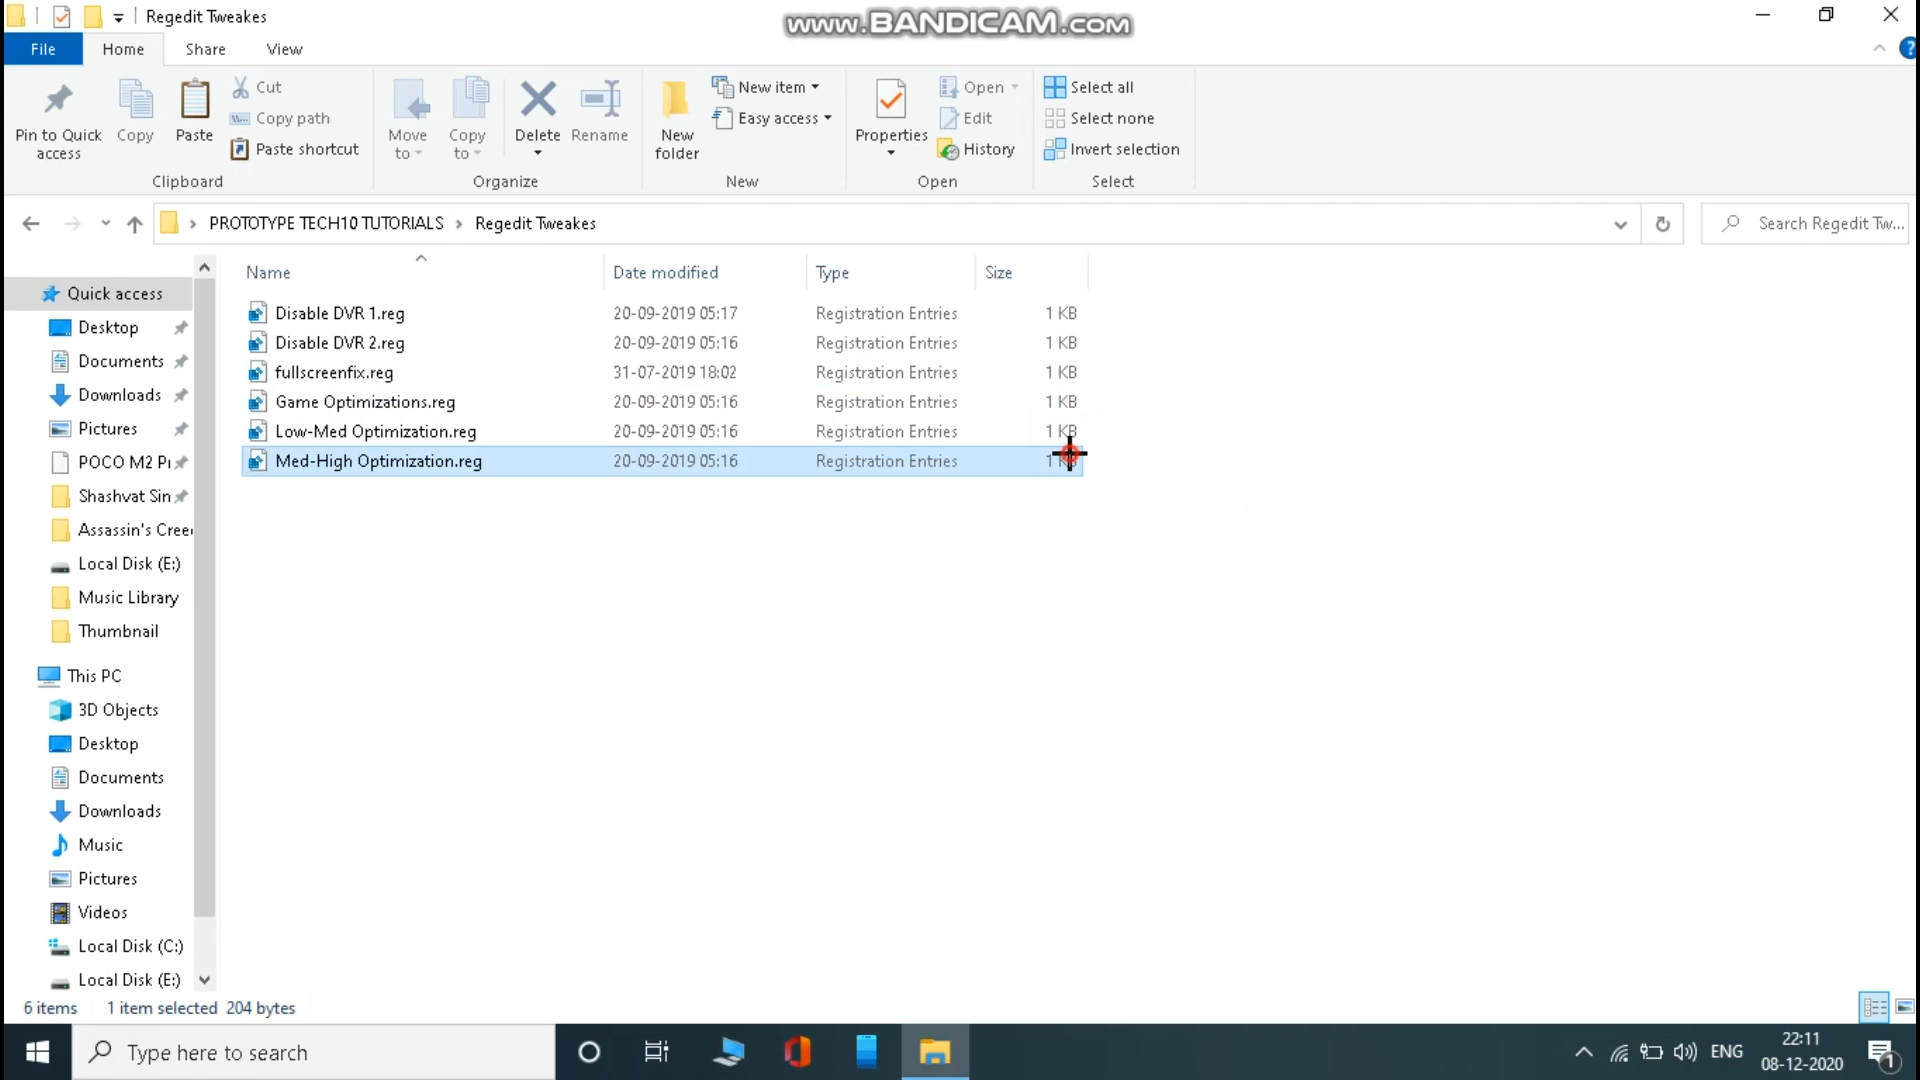 Regedit Tweakes
www.BANDICAM.com
File Home Share View
Pin to Quick access
Copy
Paste
Cut
Copy path
Paste shortcut
Clipboard
Move to
Copy to
Delete
Rename
Organize
New folder
New item
Easy access
New
Properties
Open
Edit
History
Open
Select all
Select none
Invert selection
Select
PROTOTYPE TECH10 TUTORIALS > Regedit Tweakes
Search Regedit Tw...
Name Date modified Type Size
Disable DVR 1.reg 20-09-2019 05:17 Registration Entries 1 KB
Disable DVR 2.reg 20-09-2019 05:16 Registration Entries 1 KB
fullscreenfix.reg 31-07-2019 18:02 Registration Entries 1 KB
Game Optimizations.reg 20-09-2019 05:16 Registration Entries 1 KB
Low-Med Optimization.reg 20-09-2019 05:16 Registration Entries 1 KB
Med-High Optimization.reg 20-09-2019 05:16 Registration Entries 1
Quick access
Desktop
Documents
Downloads
Pictures
POCO M2 Pr
Shashvat Sin
Assassin's Cree
Local Disk (E:)
Music Library
Thumbnail
This PC
3D Objects
Desktop
Documents
Downloads
Music
Pictures
Videos
Local Disk (C:)
Local Disk (E:)
6 items 1 item selected 204 bytes
Type here to search
ENG
22:11
08-12-2020
1